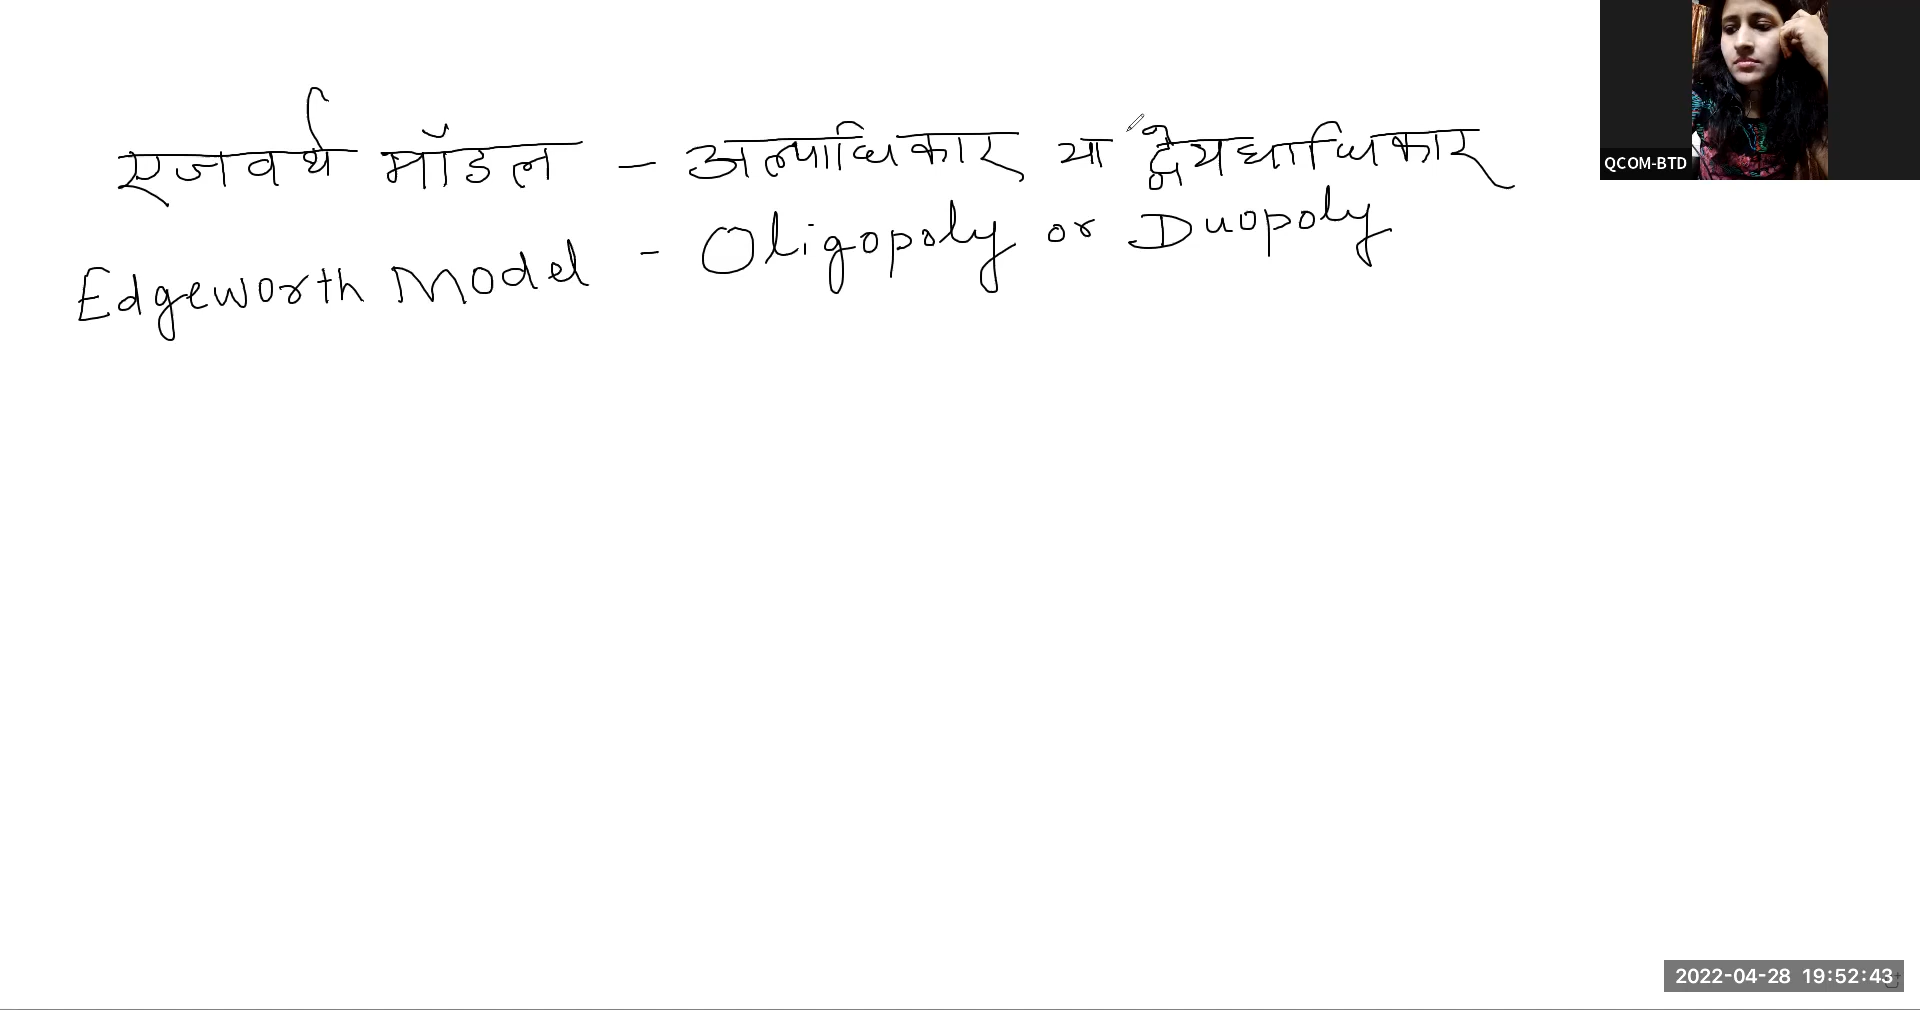 एजवर्थ मॉडल - अल्पाधिकार या द्वैयधाधिकार
Edgeworth Model - Oligopoly or Duopoly
QCOM-BTD
2022-04-28 19:52:43